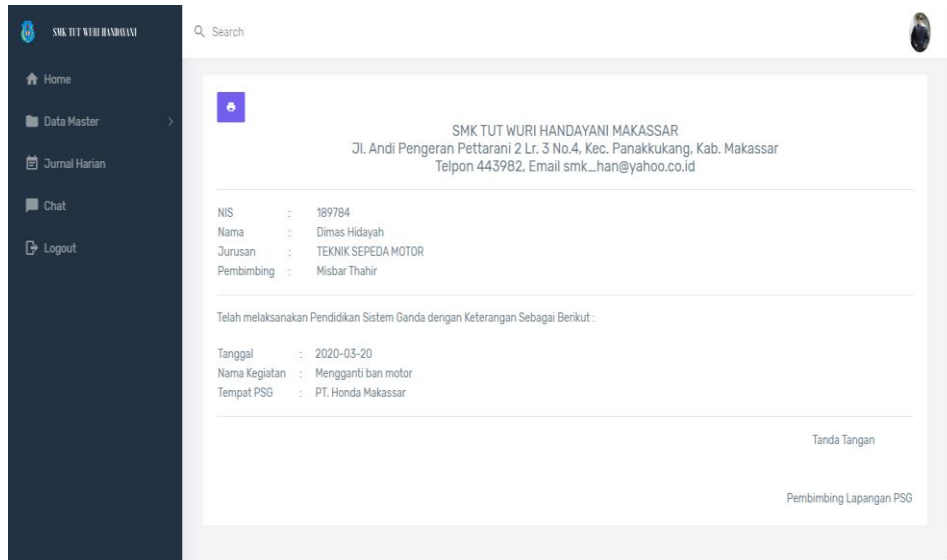 SMK TUT WURI HANDAYANI
Search
Home
Data Master
Jurnal Harian
Chat
Logout
SMK TUT WURI HANDAYANI MAKASSAR
Jl. Andi Pengeran Pettarani 2 Lr. 3 No.4, Kec. Panakkukang, Kab. Makassar
Telpon 443982, Email smk_han@yahoo.co.id
NIS : 189784
Nama : Dimas Hidayah
Jurusan : TEKNIK SEPEDA MOTOR
Pembimbing : Misbar Thahir
Telah melaksanakan Pendidikan Sistem Ganda dengan Keterangan Sebagai Berikut :
Tanggal : 2020-03-20
Nama Kegiatan : Mengganti ban motor
Tempat PSG : PT. Honda Makassar
Tanda Tangan
Pembimbing Lapangan PSG